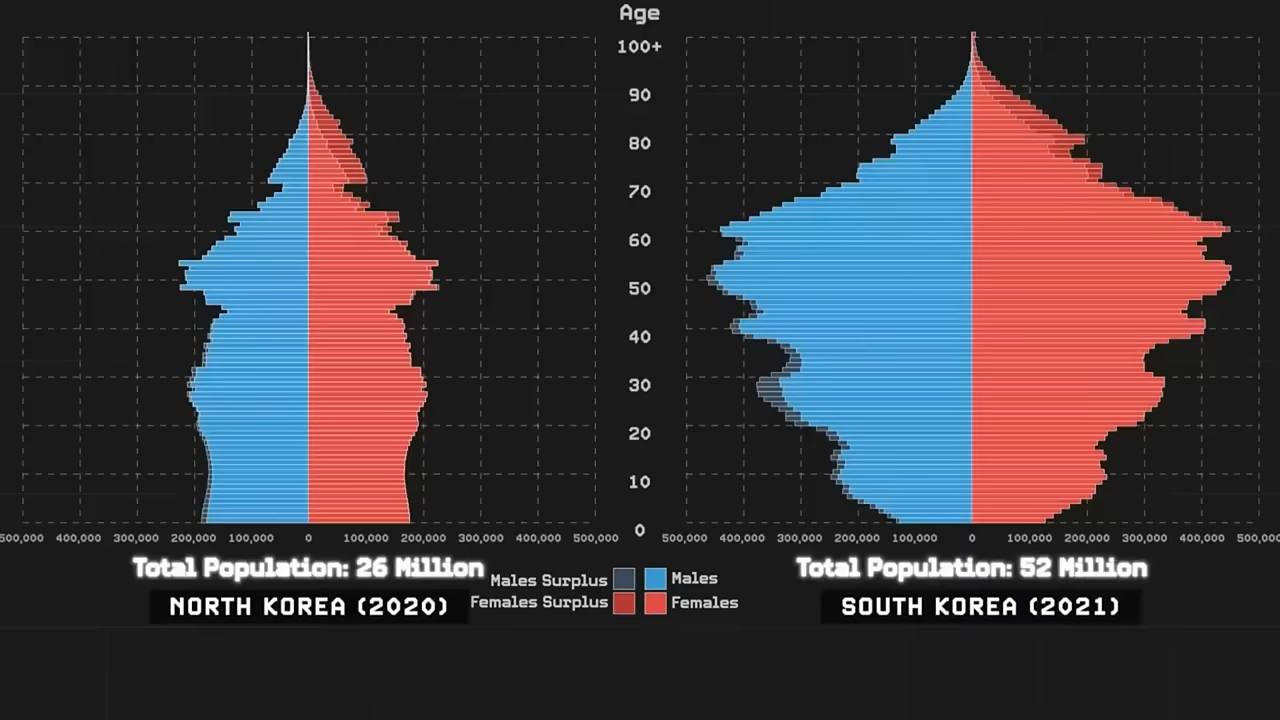 Age
100+
90
80
70
60
50
40
30
20
10
0
500,000 400,000 300,000 200,000 100,000 0 100,000 200,000 300,000 400,000 500,000
500,000 400,000 300,000 200,000 100,000 0 100,000 200,000 300,000 400,000 500,000
Total Population: 26 Million
NORTH KOREA (2020)
Males Surplus Males
Females Surplus Females
Total Population: 52 Million
SOUTH KOREA (2021)